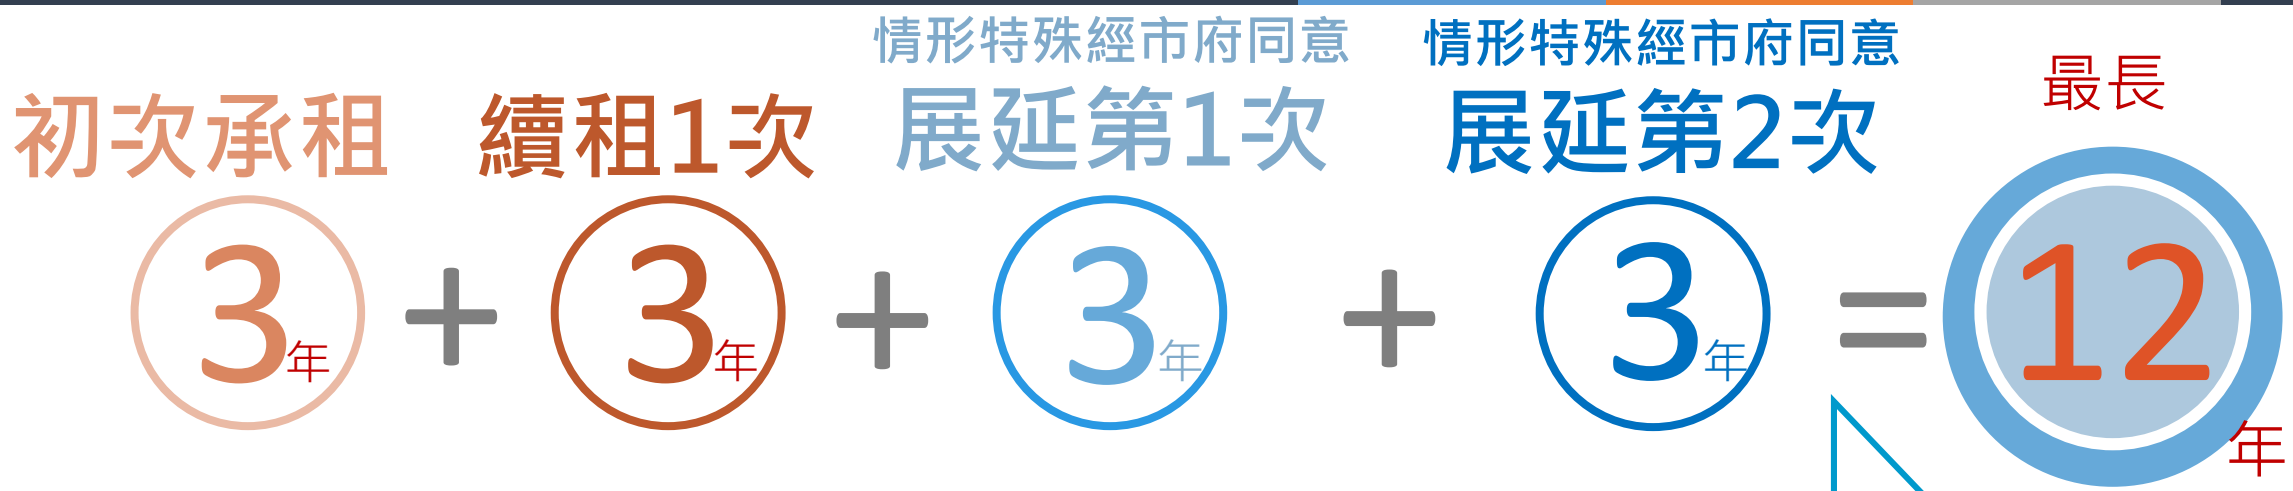 情形特殊經市府同意
情形特殊經市府同意
最長
初次承租
續租1次
展延第1次
展延第2次
3年 + 3年 + 3年 + 3年 = 12年